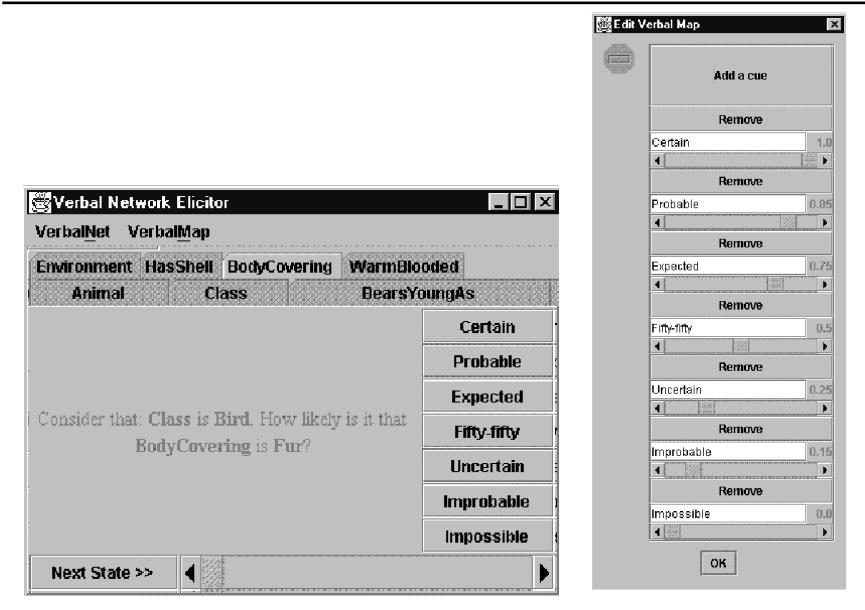 Verbal Network Elicitor
VerbalNet VerbalMap
Environment HasShell BodyCovering WarmBlooded
Animal Class BearsYoungAs
Consider that: Class is Bird. How likely is it that
BodyCovering is Fur?
Certain
Probable
Expected
Fifty-fifty
Uncertain
Improbable
Impossible
Next State >>
Edit Verbal Map
Add a cue
Remove
Certain 1.0
Remove
Probable 0.85
Remove
Expected 0.75
Remove
Fifty-fifty 0.5
Remove
Uncertain 0.25
Remove
Improbable 0.15
Remove
Impossible 0.0
OK